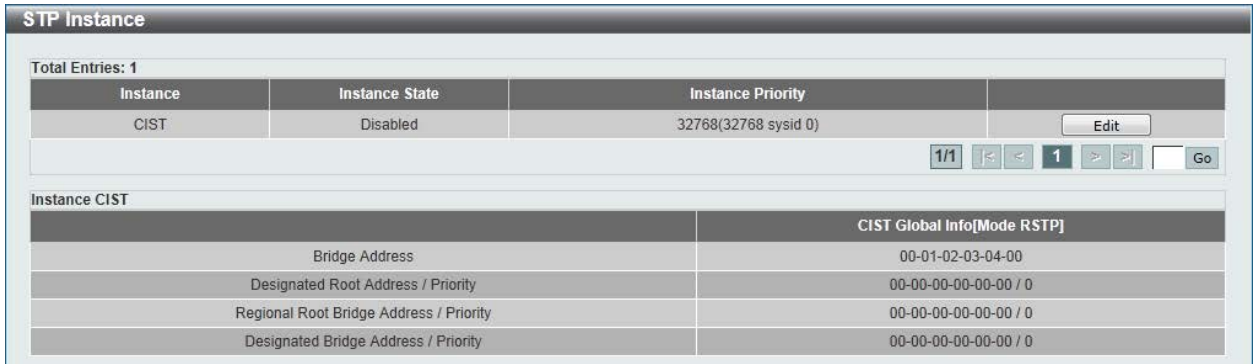 STP Instance
Total Entries: 1
Instance Instance State Instance Priority
CIST Disabled 32768(32768 sysid 0) Edit
1/1 |< < 1 > >| Go
Instance CIST
CIST Global Info[Mode RSTP]
Bridge Address 00-01-02-03-04-00
Designated Root Address / Priority 00-00-00-00-00-00 / 0
Regional Root Bridge Address / Priority 00-00-00-00-00-00 / 0
Designated Bridge Address / Priority 00-00-00-00-00-00 / 0